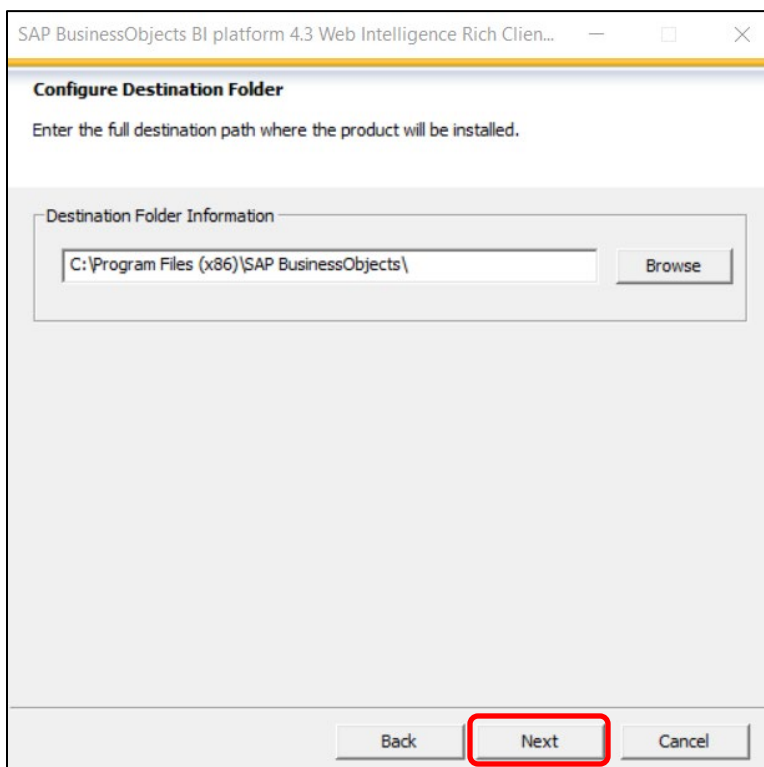 SAP BusinessObjects BI platform 4.3 Web Intelligence Rich Clien...
Configure Destination Folder
Enter the full destination path where the product will be installed.
Destination Folder Information
C:\Program Files (x86)\SAP BusinessObjects\
Browse
Back
Next
Cancel